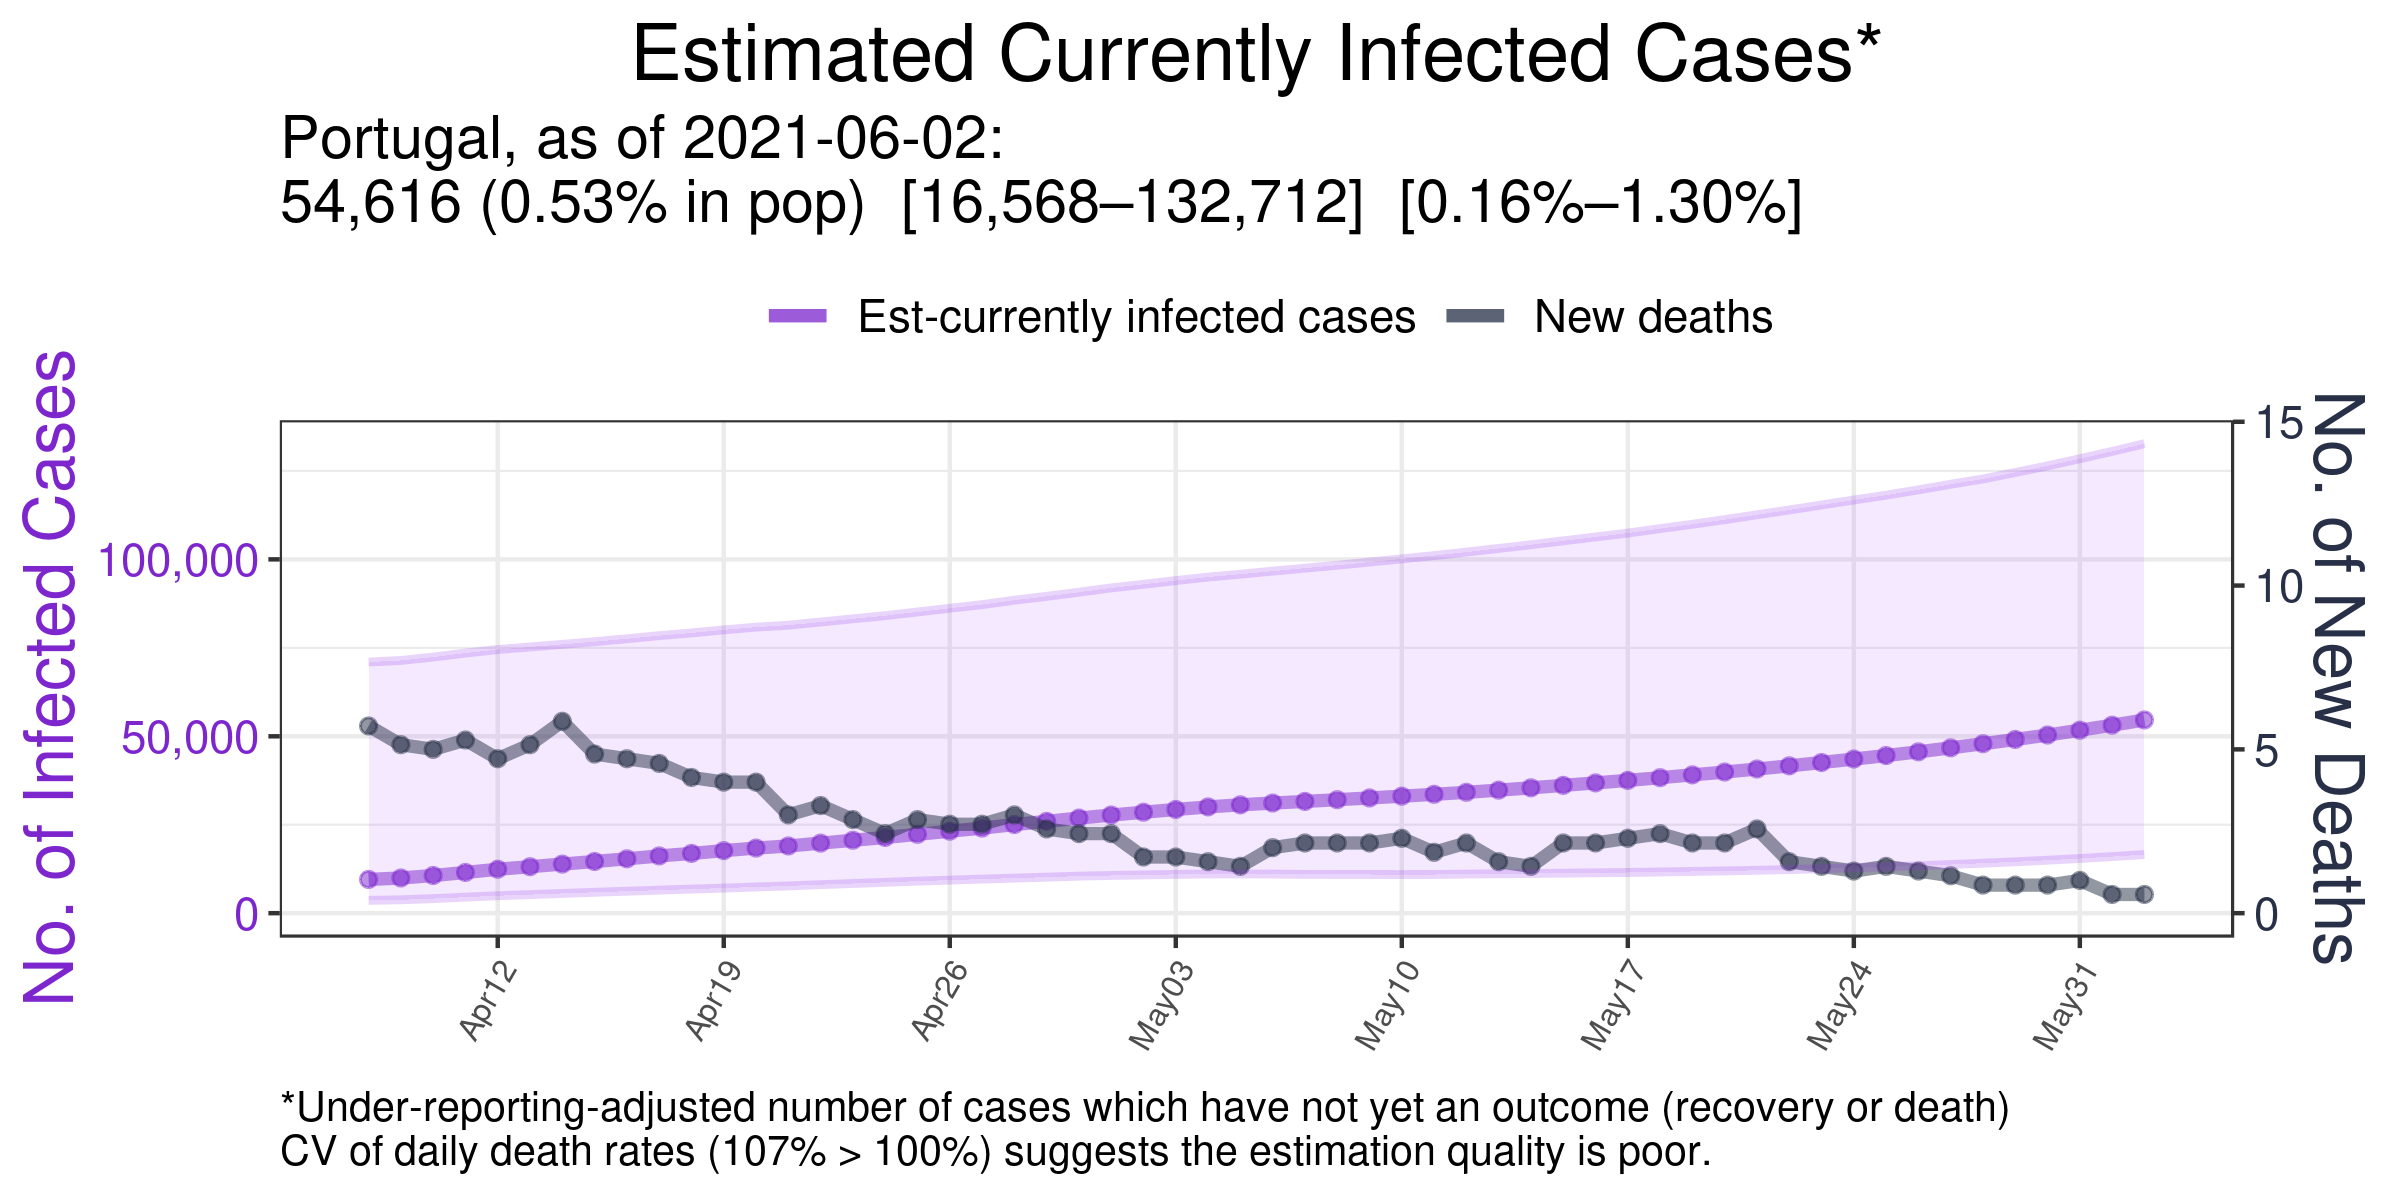 Estimated Currently Infected Cases*
Portugal, as of 2021-06-02:
54,616 (0.53% in pop)  [16,568–132,712]  [0.16%–1.30%]
Est-currently infected cases
New deaths
No. of Infected Cases
100,000
50,000
0
15
10
5
0
No. of New Deaths
Apr12
Apr19
Apr26
May03
May10
May17
May24
May31
*Under-reporting-adjusted number of cases which have not yet an outcome (recovery or death)
CV of daily death rates (107% > 100%) suggests the estimation quality is poor.